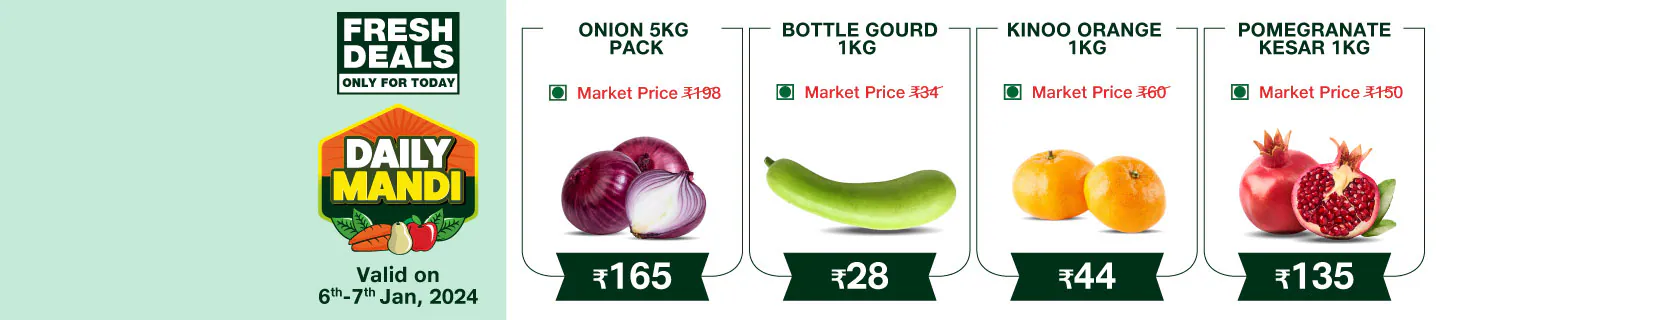 FRESH
DEALS
ONLY FOR TODAY
DAILY
MANDI
Valid on
6th-7th Jan, 2024
ONION 5KG
PACK
Market Price ₹198
₹165
BOTTLE GOURD
1KG
Market Price ₹34
₹28
KINOO ORANGE
1KG
Market Price ₹60
₹44
POMEGRANATE
KESAR 1KG
Market Price ₹150
₹135